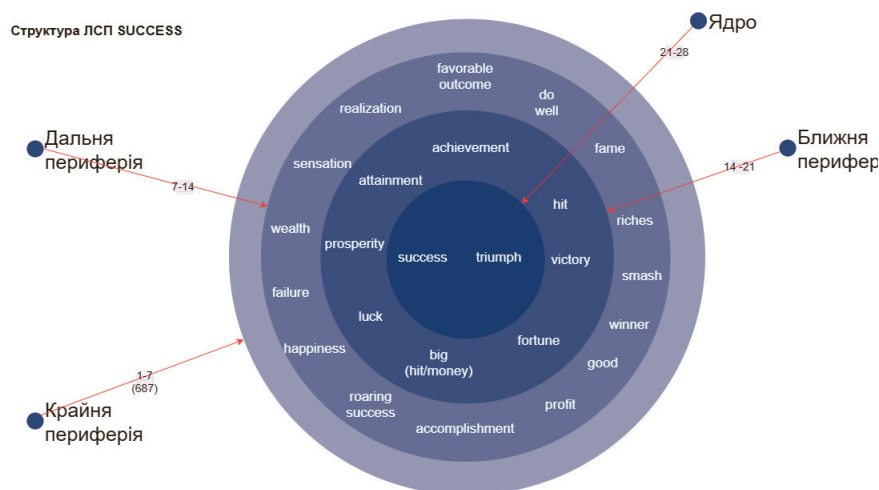 Структура ЛСП SUCCESS
Ядро
21-28
favorable
outcome
do
well
realization
Дальня
периферія
achievement
fame
Ближня
перифер
14 -21
sensation
attainment
7-14
hit
riches
wealth
prosperity
success
triumph
victory
smash
failure
luck
winner
fortune
happiness
big
(hit/money)
good
1-7
(687)
roaring
success
profit
Крайня
периферія
accomplishment